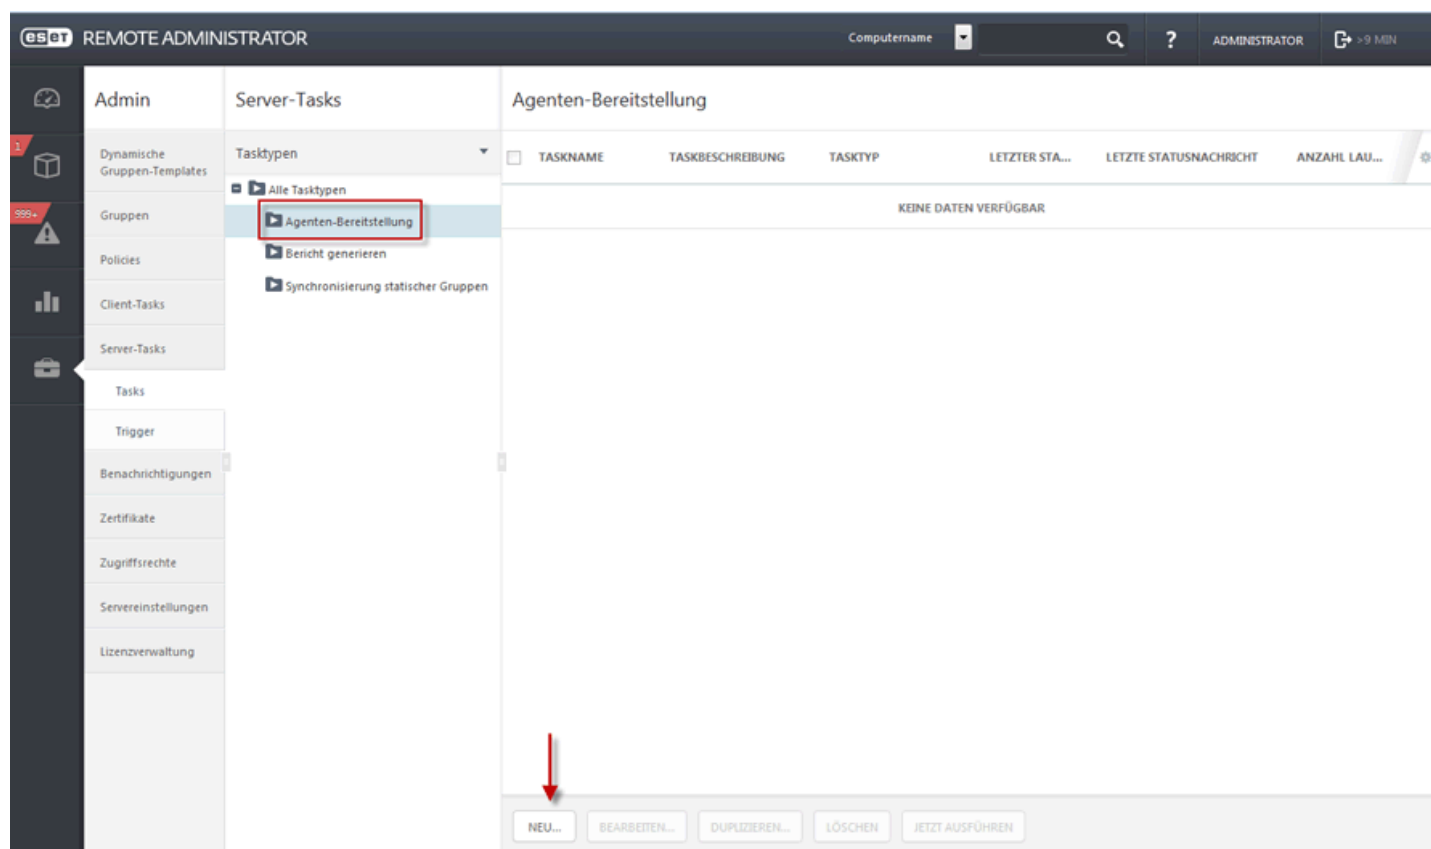 eset REMOTE ADMINISTRATOR
Computername
?
ADMINISTRATOR
>9 MIN
1
999+
Admin
Dynamische
Gruppen-Templates
Gruppen
Policies
Client-Tasks
Server-Tasks
Tasks
Trigger
Benachrichtigungen
Zertifikate
Zugriffsrechte
Servereinstellungen
Lizenzverwaltung
Server-Tasks
Tasktypen
Alle Tasktypen
Agenten-Bereitstellung
Bericht generieren
Synchronisierung statischer Gruppen
Agenten-Bereitstellung
TASKNAME TASKBESCHREIBUNG TASKTYP LETZTER STA... LETZTE STATUSNACHRICHT ANZAHL LAU...
KEINE DATEN VERFÜGBAR
NEU... BEARBEITEN... DUPLIZIEREN... LÖSCHEN JETZT AUSFÜHREN